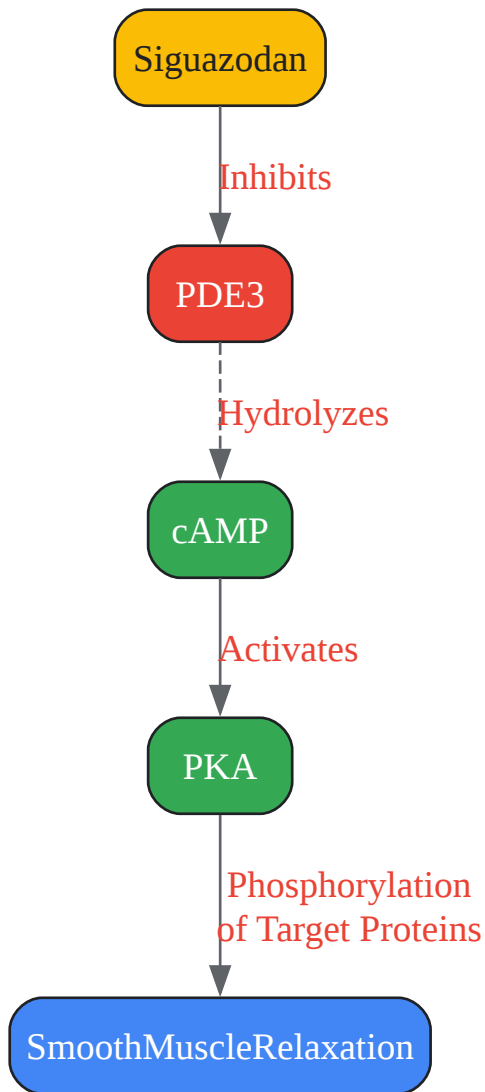 Siguazodan
Inhibits
PDE3
Hydrolyzes
cAMP
Activates
PKA
Phosphorylation
of Target Proteins
SmoothMuscleRelaxation